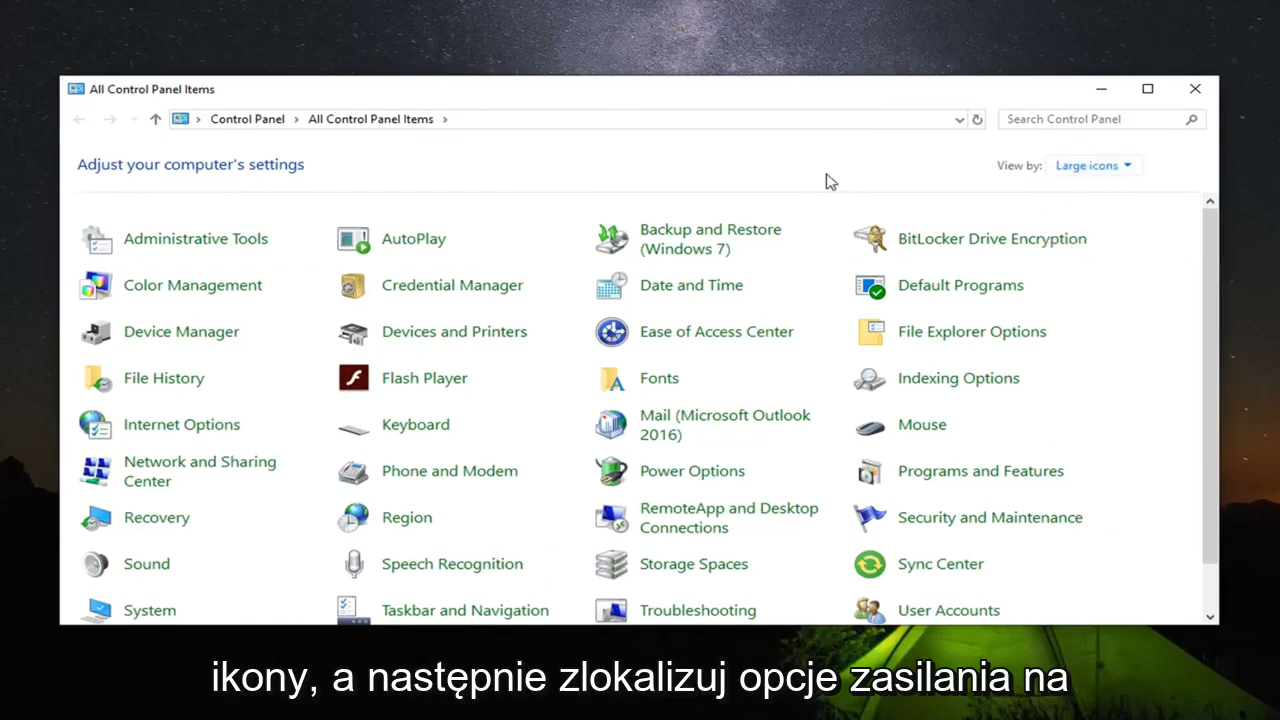 All Control Panel Items
Control Panel All Control Panel Items
Search Control Panel
Adjust your computer's settings
View by: Large icons
Administrative Tools
AutoPlay
Backup and Restore
(Windows 7)
BitLocker Drive Encryption
Color Management
Credential Manager
Date and Time
Default Programs
Device Manager
Devices and Printers
Ease of Access Center
File Explorer Options
File History
Flash Player
Fonts
Indexing Options
Internet Options
Keyboard
Mail (Microsoft Outlook
2016)
Mouse
Network and Sharing
Center
Phone and Modem
Power Options
Programs and Features
Recovery
Region
RemoteApp and Desktop
Connections
Security and Maintenance
Sound
Speech Recognition
Storage Spaces
Sync Center
System
Taskbar and Navigation
Troubleshooting
User Accounts
ikony, a następnie zlokalizuj opcje zasilania na